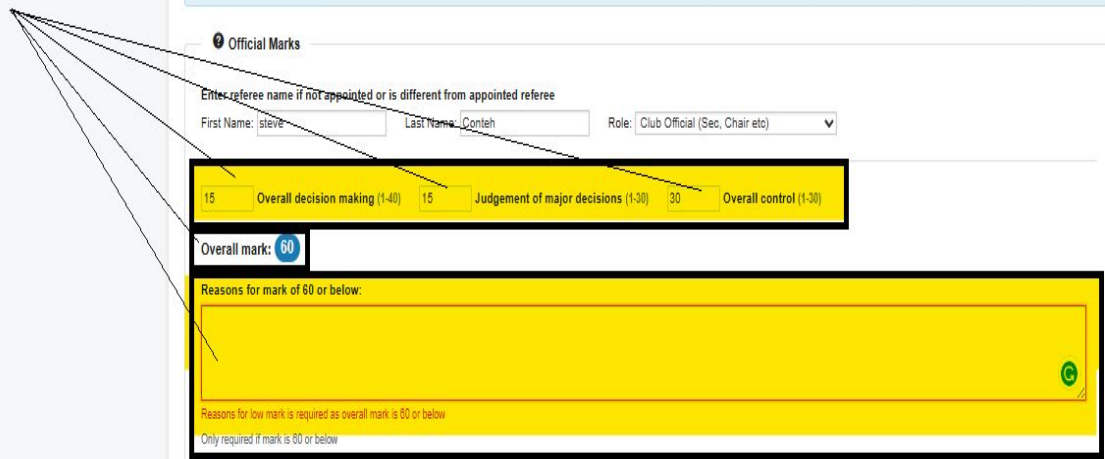 Official Marks
Enter referee name if not appointed or is different from appointed referee
First Name: steve Last Name: Conteh Role: Club Official (Sec, Chair etc)
15 Overall decision making (1-40) 15 Judgement of major decisions (1-30) 30 Overall control (1-30)
Overall mark: 60
Reasons for mark of 60 or below:
Reasons for low mark is required as overall mark is 60 or below
Only required if mark is 60 or below